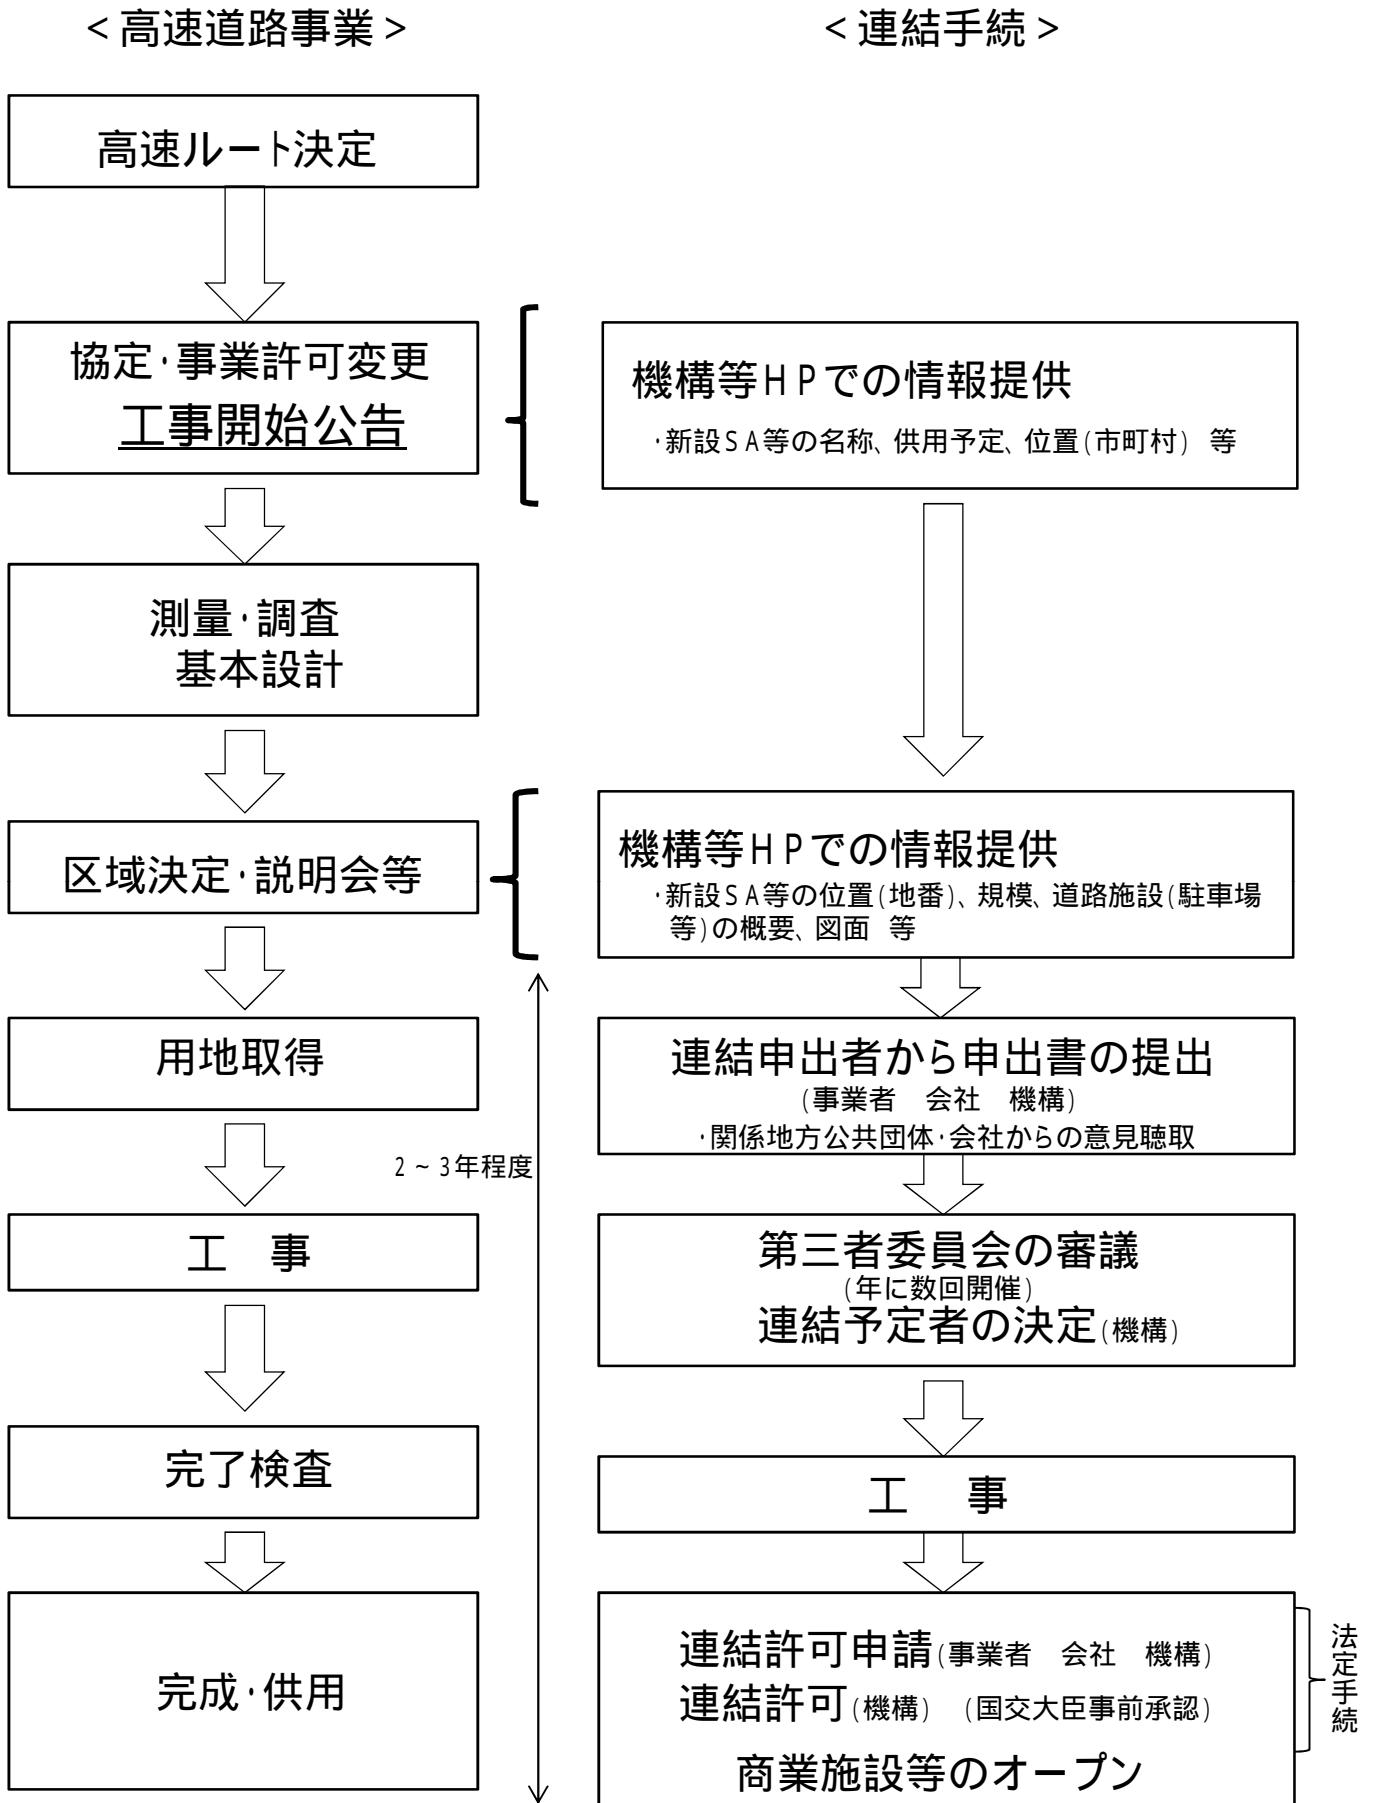 ＜高速道路事業＞
＜連結手続＞
高速ルート決定
協定・事業許可変更
工事開始公告
測量・調査
基本設計
区域決定・説明会等
用地取得
工　事
完了検査
完成・供用
2～3年程度
機構等HPでの情報提供
・新設SA等の名称、供用予定、位置(市町村)　等
機構等HPでの情報提供
・新設SA等の位置(地番)、規模、道路施設(駐車場
等)の概要、図面　等
連結申出者から申出書の提出
(事業者　会社　機構)
・関係地方公共団体・会社からの意見聴取
第三者委員会の審議
(年に数回開催)
連結予定者の決定(機構)
工　事
連結許可申請(事業者　会社　機構)
連結許可(機構)　(国交大臣事前承認)
商業施設等のオープン
法定手続